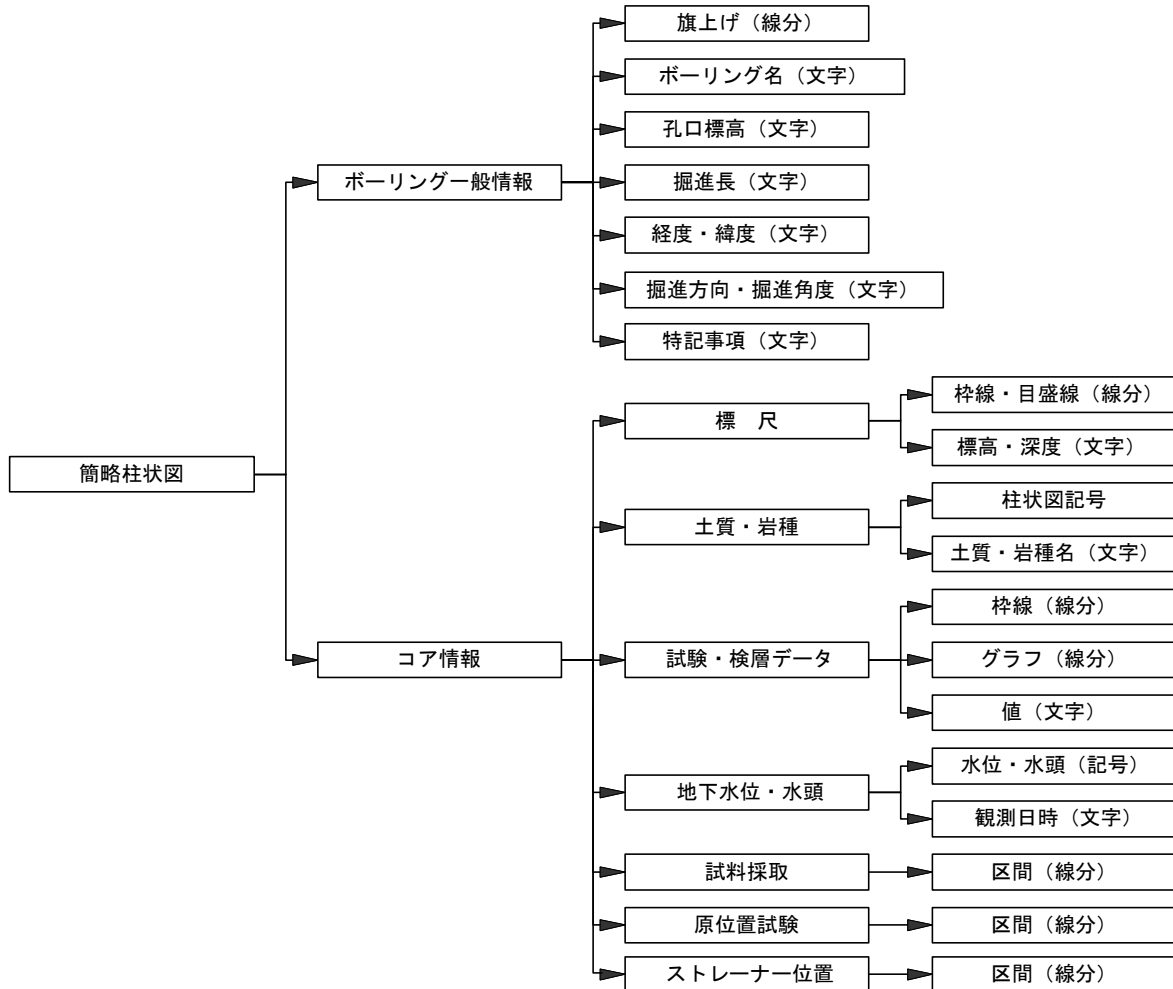 旗上げ（線分）
ボーリング名（文字）
孔口標高（文字）
ボーリング一般情報
掘進長（文字）
経度・緯度（文字）
掘進方向・掘進角度（文字）
特記事項（文字）
枠線・目盛線（線分）
標　尺
標高・深度（文字）
簡略柱状図
柱状図記号
土質・岩種
土質・岩種名（文字）
枠線（線分）
コア情報
試験・検層データ
グラフ（線分）
値（文字）
水位・水頭（記号）
地下水位・水頭
観測日時（文字）
試料採取
区間（線分）
原位置試験
区間（線分）
ストレーナー位置
区間（線分）